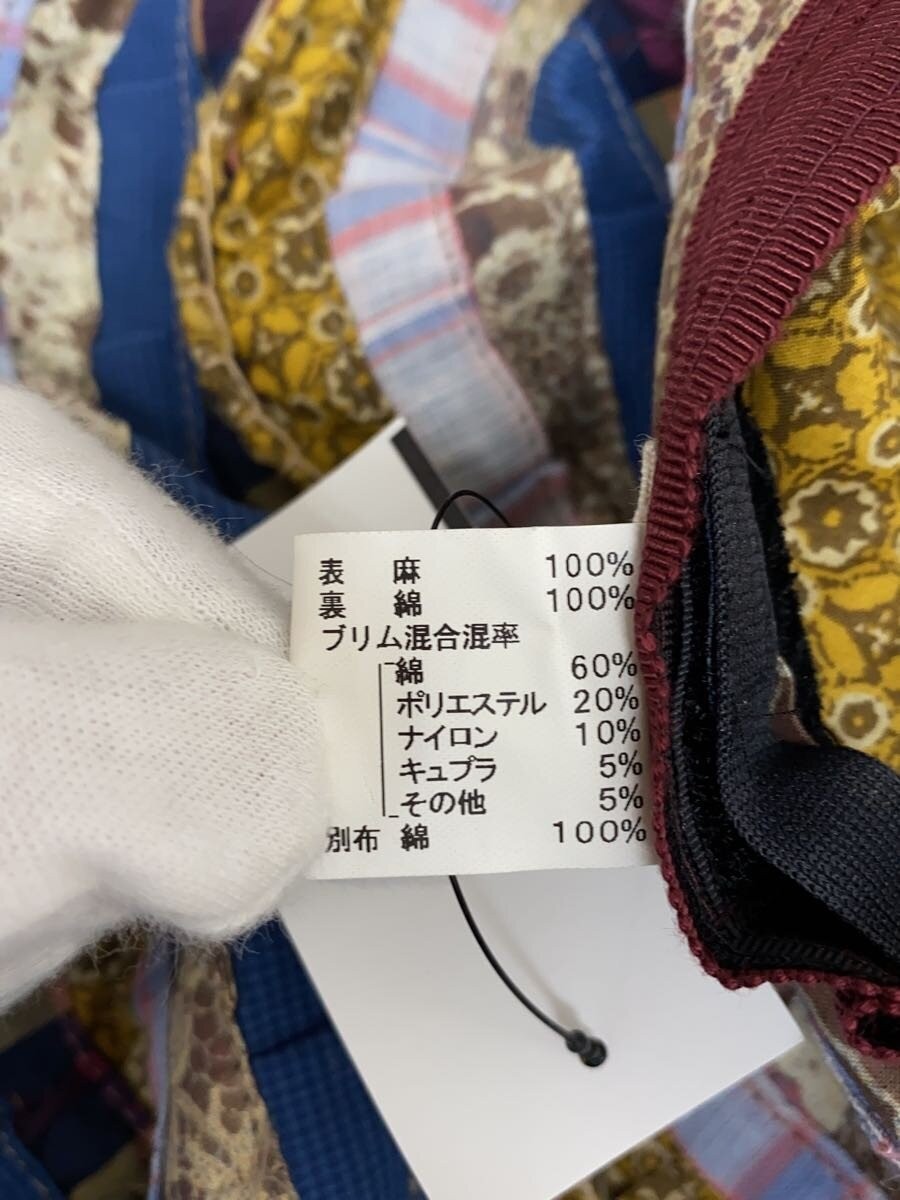 表 麻 100%
裏 綿 100%
ブリム混合混率
綿 60%
ポリエステル 20%
ナイロン 10%
キュプラ 5%
その他 5%
別布 綿 100%